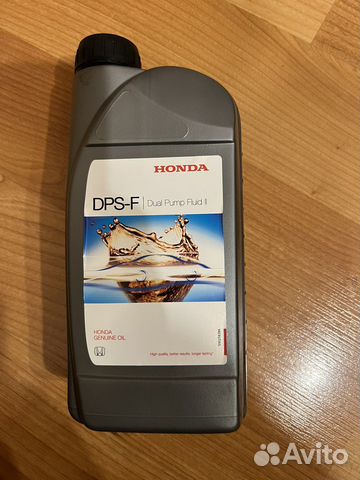 HONDA
DPS-F | Dual Pump Fluid II
HONDA
GENUINE OIL
High quality, better results, longer lasting
Avito